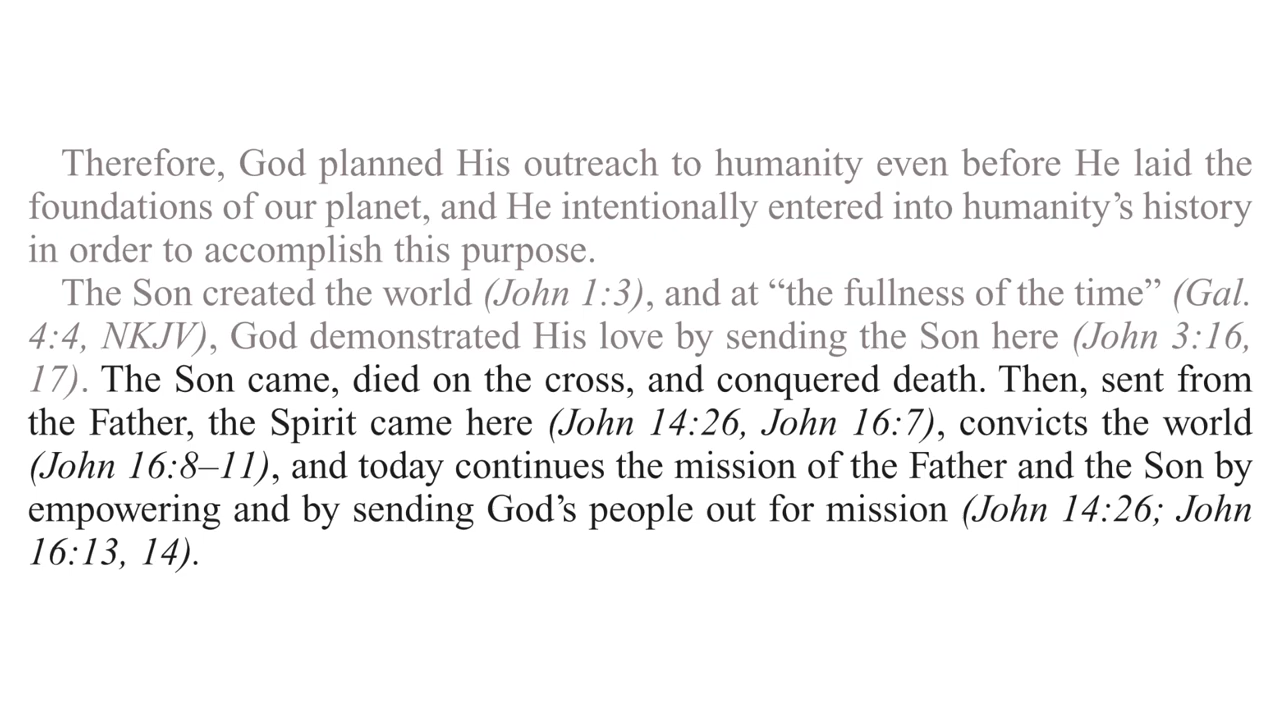 Therefore, God planned His outreach to humanity even before He laid the
foundations of our planet, and He intentionally entered into humanity’s history
in order to accomplish this purpose.
The Son created the world (John 1:3), and at “the fullness of the time” (Gal.
4:4, NKJV), God demonstrated His love by sending the Son here (John 3:16,
17). The Son came, died on the cross, and conquered death. Then, sent from
the Father, the Spirit came here (John 14:26, John 16:7), convicts the world
(John 16:8–11), and today continues the mission of the Father and the Son by
empowering and by sending God’s people out for mission (John 14:26; John
16:13, 14).